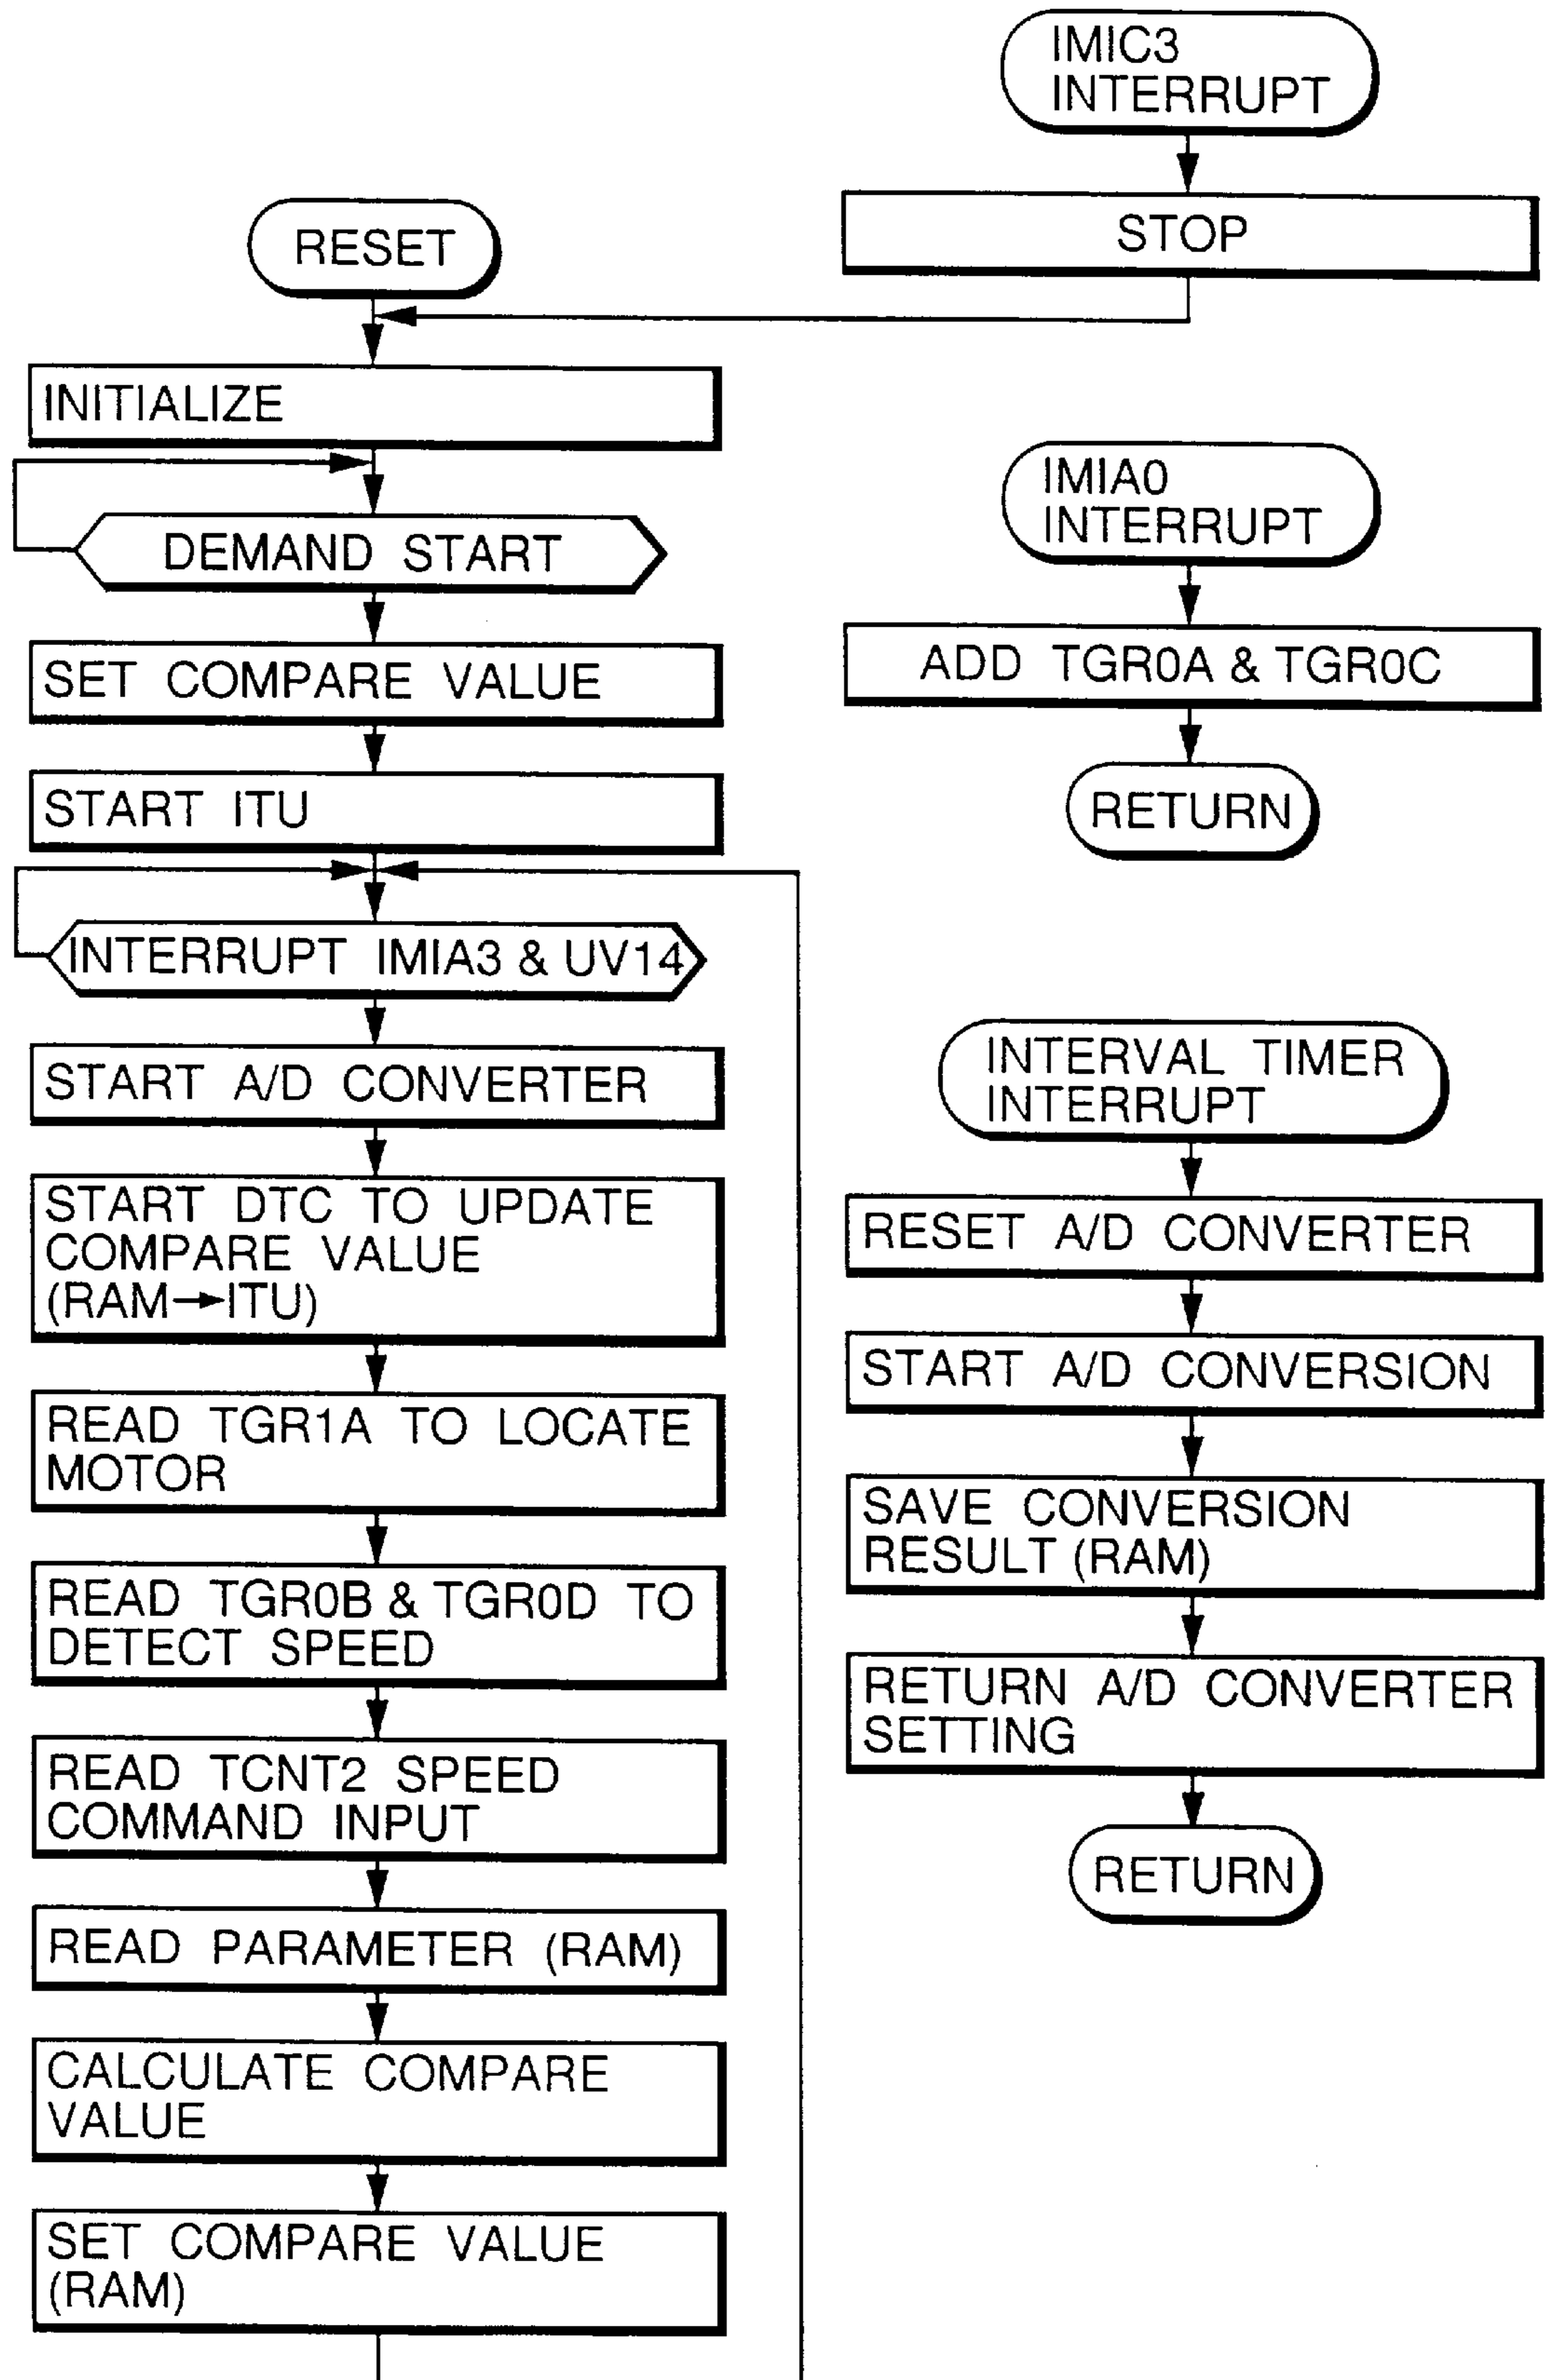 IMIC3
INTERRUPT
STOP
RESET
INITIALIZE
DEMAND START
SET COMPARE VALUE
START ITU
INTERRUPT IMIA3 & UV14
START A/D CONVERTER
START DTC TO UPDATE
COMPARE VALUE
(RAM→ITU)
READ TGR1A TO LOCATE
MOTOR
READ TGR0B & TGR0D TO
DETECT SPEED
READ TCNT2 SPEED
COMMAND INPUT
READ PARAMETER (RAM)
CALCULATE COMPARE
VALUE
SET COMPARE VALUE
(RAM)
IMIA0
INTERRUPT
ADD TGR0A & TGR0C
RETURN
INTERVAL TIMER
INTERRUPT
RESET A/D CONVERTER
START A/D CONVERSION
SAVE CONVERSION
RESULT (RAM)
RETURN A/D CONVERTER
SETTING
RETURN